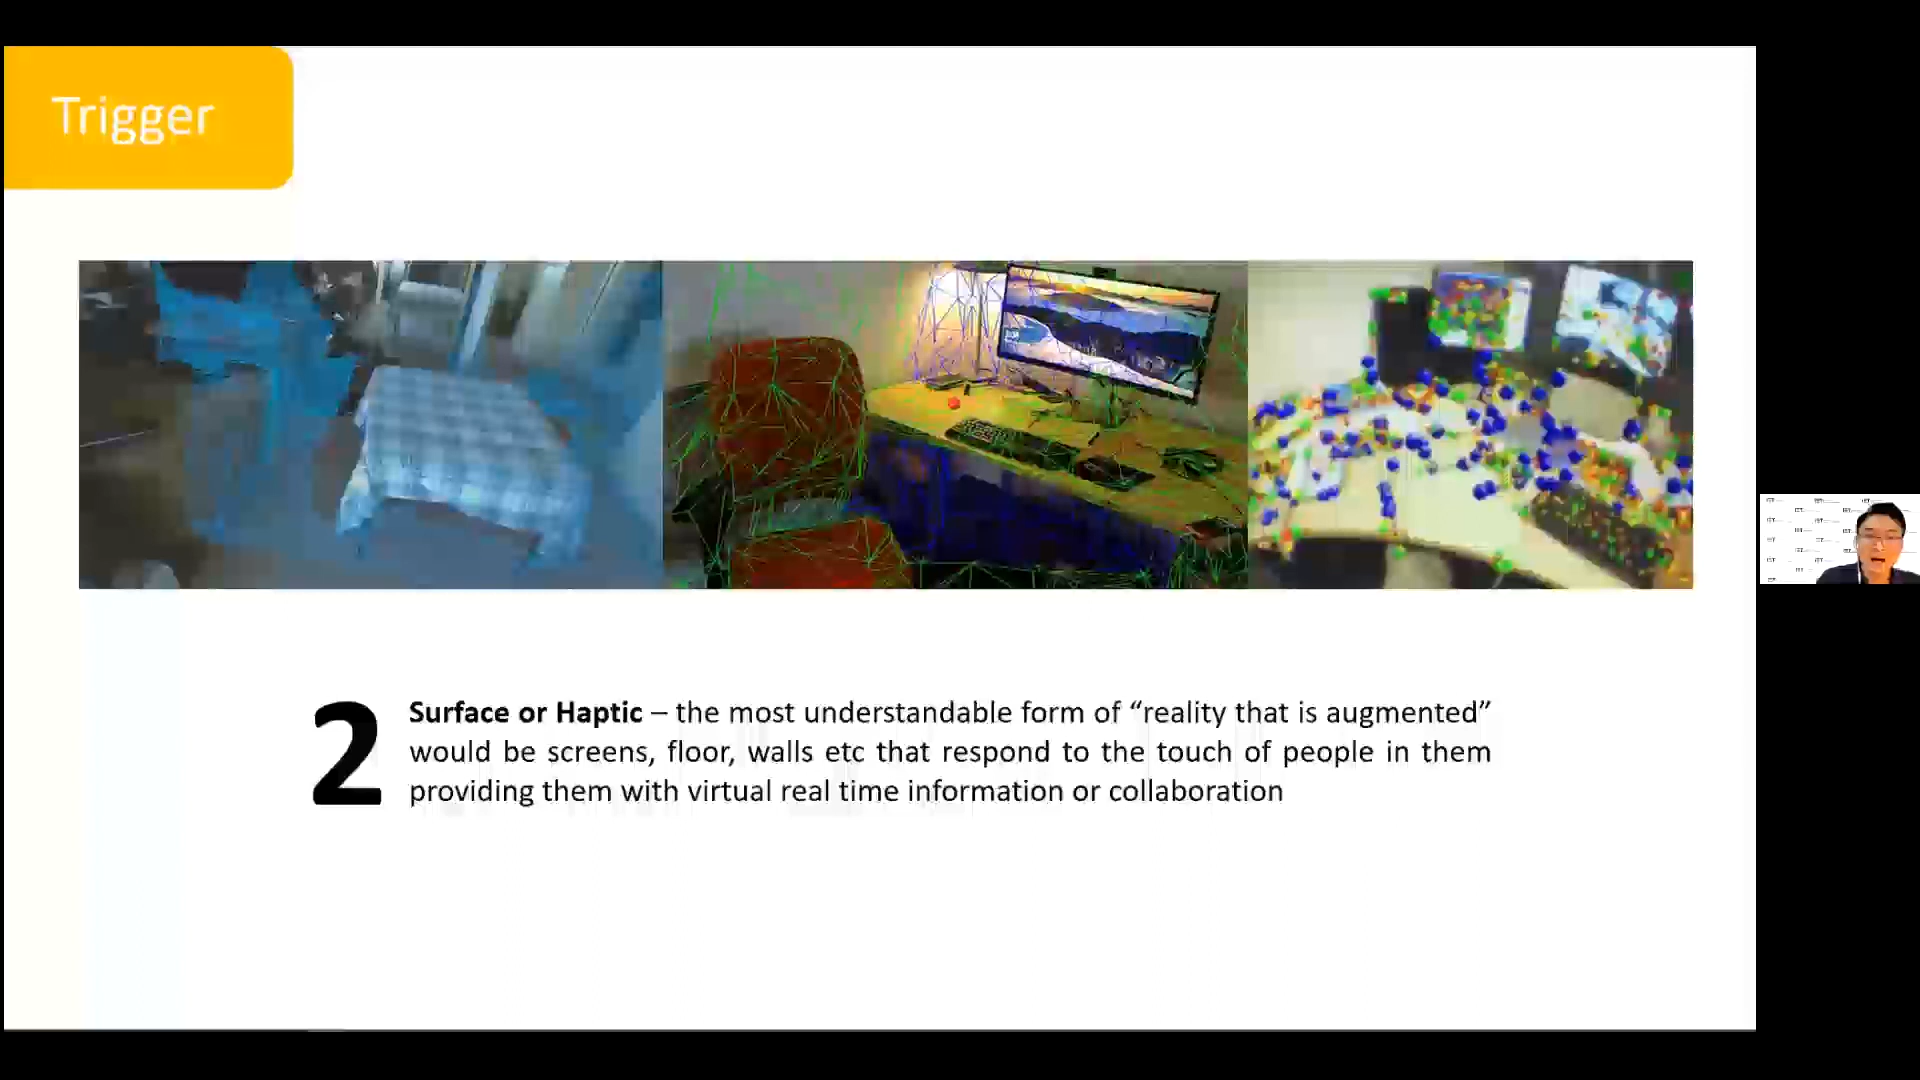 Trigger
2
Surface or Haptic – the most understandable form of “reality that is augmented”
would be screens, floor, walls etc that respond to the touch of people in them
providing them with virtual real time information or collaboration